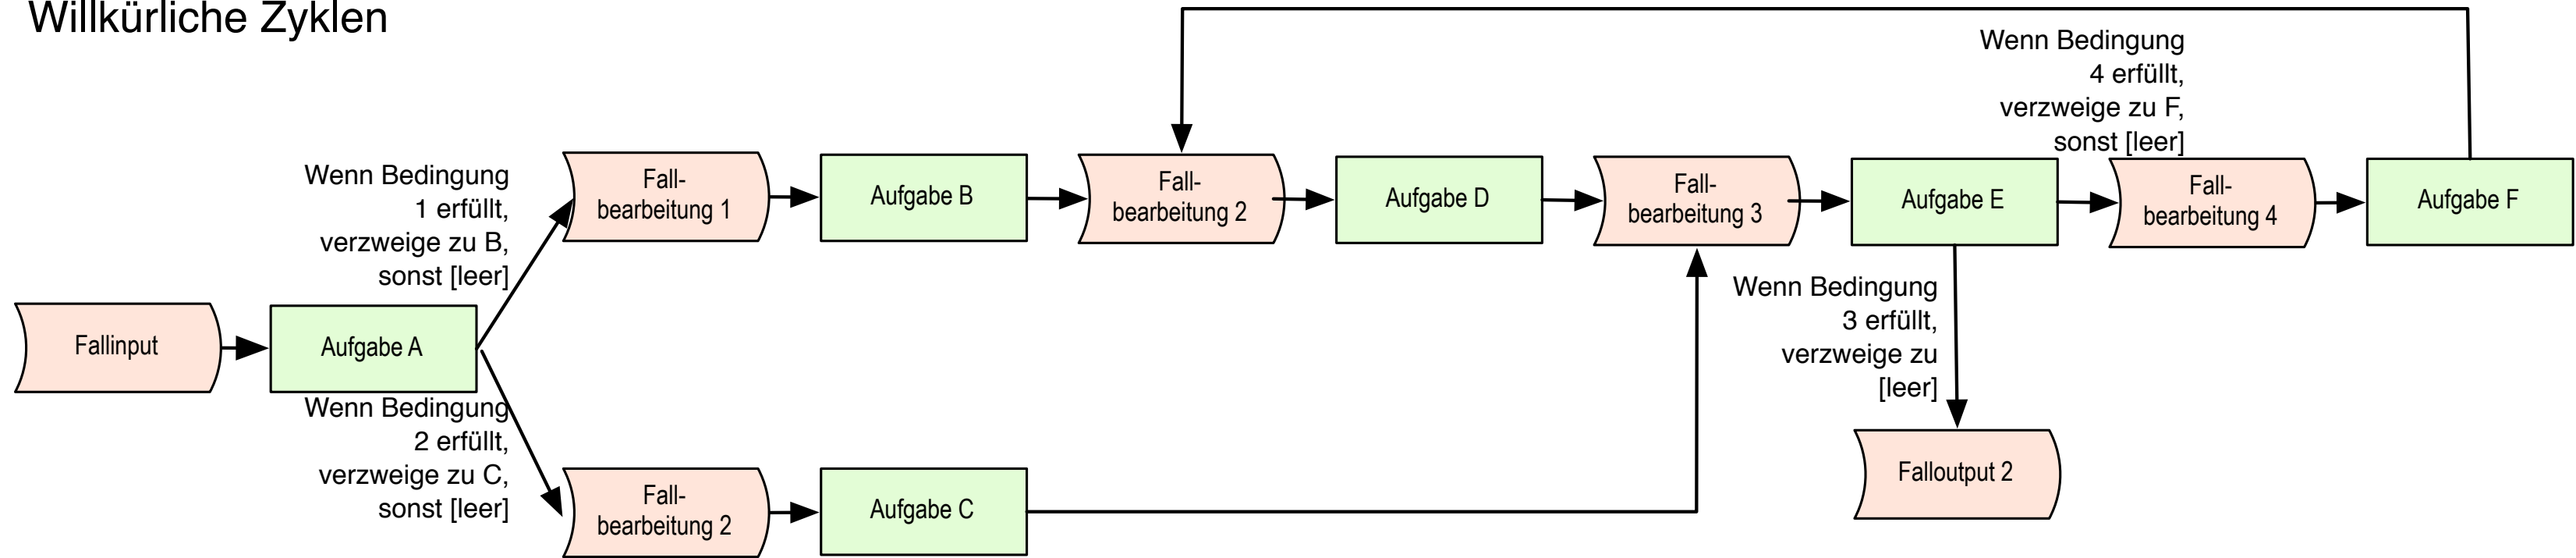 Willkürliche Zyklen
Wenn Bedingung
4 erfüllt,
verzweige zu F,
sonst [leer]
Wenn Bedingung
1 erfüllt,
verzweige zu B,
sonst [leer]
Fall-
bearbeitung 1
Aufgabe B
Fall-
bearbeitung 2
Aufgabe D
Fall-
bearbeitung 3
Aufgabe E
Fall-
bearbeitung 4
Aufgabe F
Fallinput
Aufgabe A
Wenn Bedingung
3 erfüllt,
verzweige zu
[leer]
Wenn Bedingung
2 erfüllt,
verzweige zu C,
sonst [leer]
Fall-
bearbeitung 2
Aufgabe C
Falloutput 2